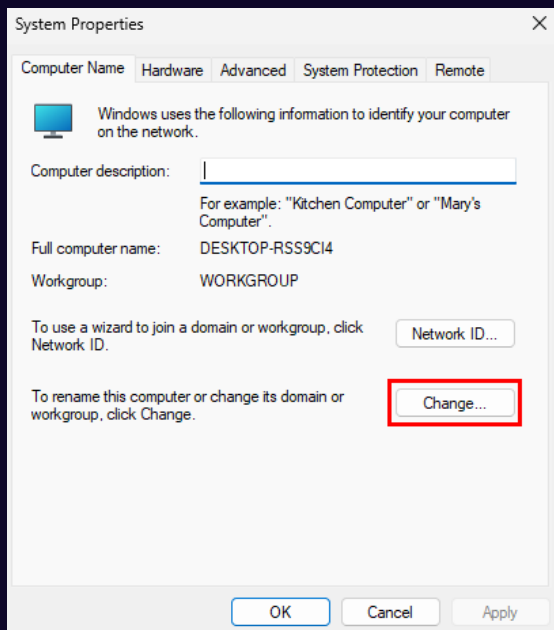 System Properties
Computer Name
Hardware
Advanced
System Protection
Remote
Windows uses the following information to identify your computer
on the network.
Computer description:
For example: "Kitchen Computer" or "Mary's
Computer".
Full computer name:
DESKTOP-RSS9CI4
Workgroup:
WORKGROUP
To use a wizard to join a domain or workgroup, click
Network ID.
Network ID...
To rename this computer or change its domain or
workgroup, click Change.
Change...
OK
Cancel
Apply